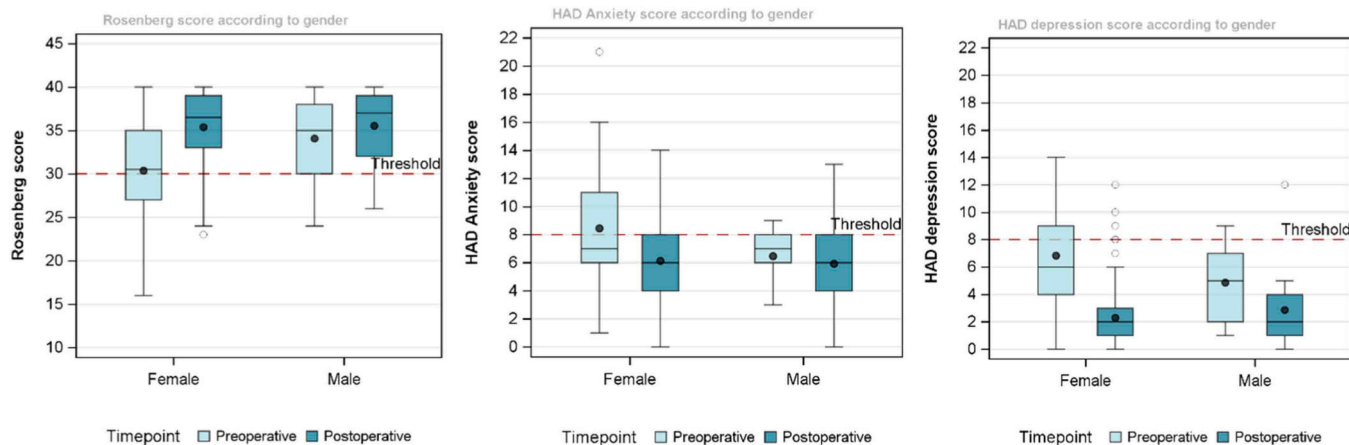 Rosenberg score according to gender
Rosenberg score
45
40
35
30
25
20
15
10
Threshold
Female
Male
Timepoint Preoperative Postoperative
HAD Anxiety score according to gender
HAD Anxiety score
22
20
18
16
14
12
10
8
6
4
2
0
Threshold
Female
Male
Timepoint Preoperative Postoperative
HAD depression score according to gender
HAD depression score
22
20
18
16
14
12
10
8
6
4
2
0
Threshold
Female
Male
Timepoint Preoperative Postoperative